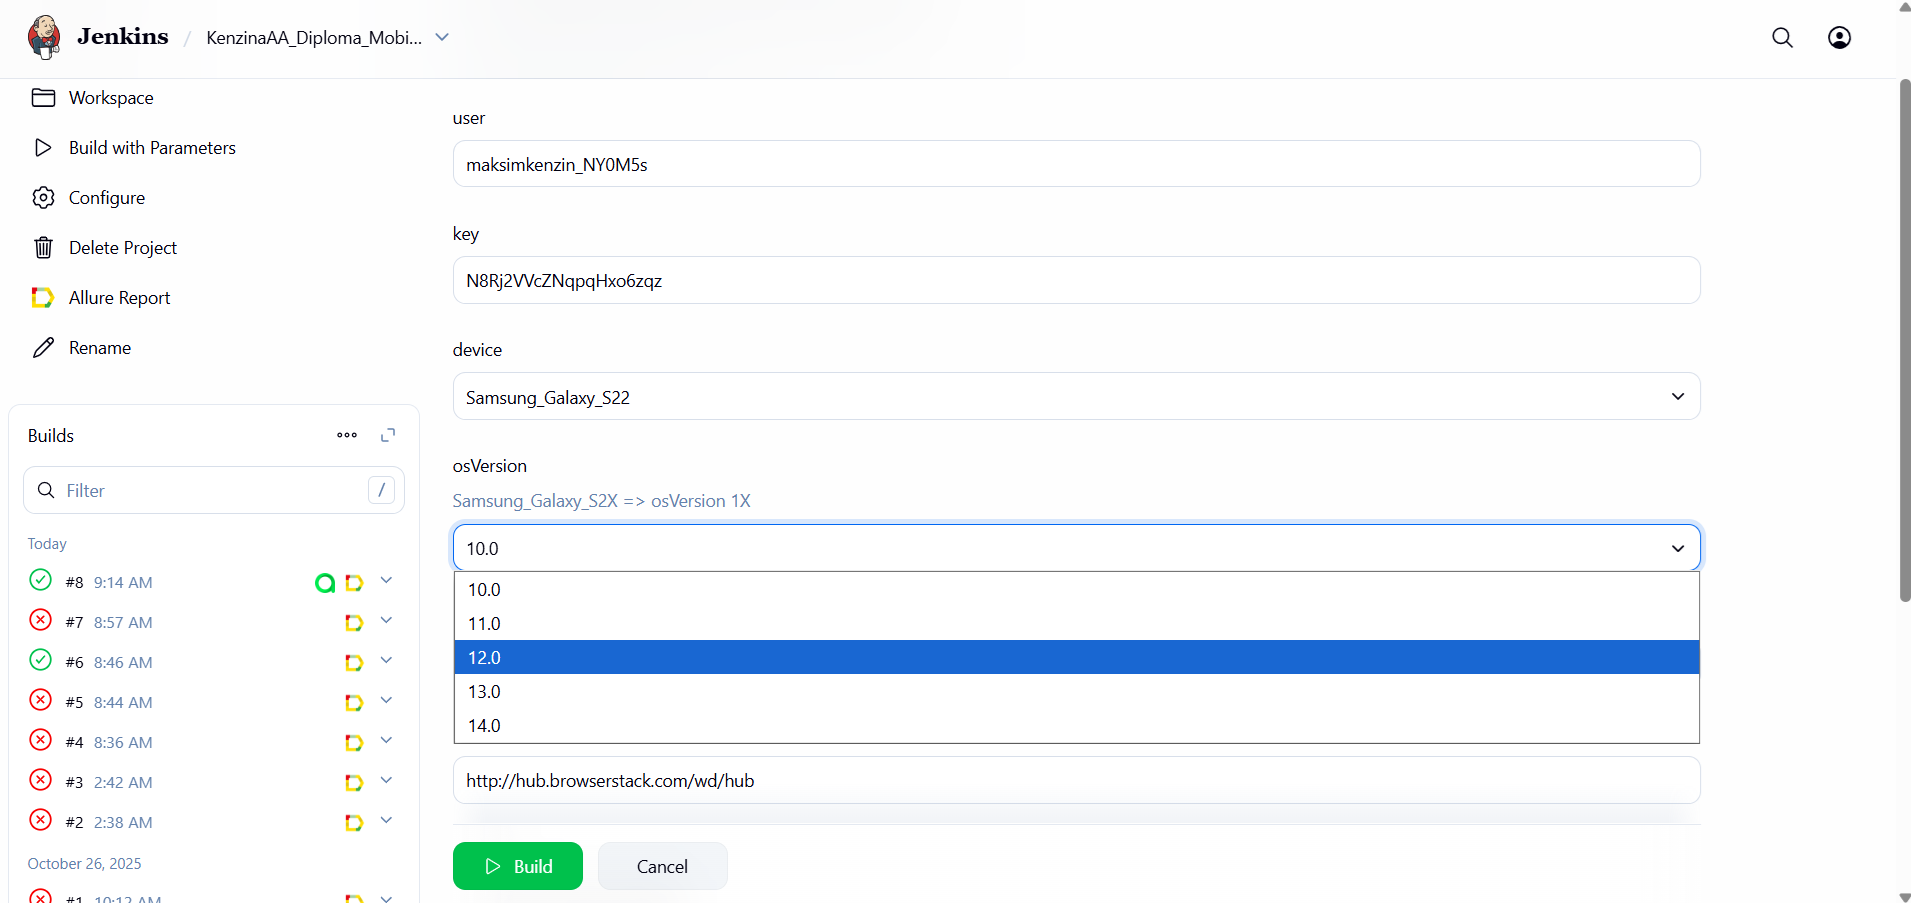 Jenkins / KenzinaAA_Diploma_Mobi...
Workspace
Build with Parameters
Configure
Delete Project
Allure Report
Rename
Builds
Filter /
Today
#8 9:14 AM
#7 8:57 AM
#6 8:46 AM
#5 8:44 AM
#4 8:36 AM
#3 2:42 AM
#2 2:38 AM
October 26, 2025
#1 10:12 AM
user
maksimkenzin_NY0M5s
key
N8Rj2VVcZNqpqHxo6zqz
device
Samsung_Galaxy_S22
osVersion
Samsung_Galaxy_S2X => osVersion 1X
10.0
10.0
11.0
12.0
13.0
14.0
http://hub.browserstack.com/wd/hub
Build
Cancel